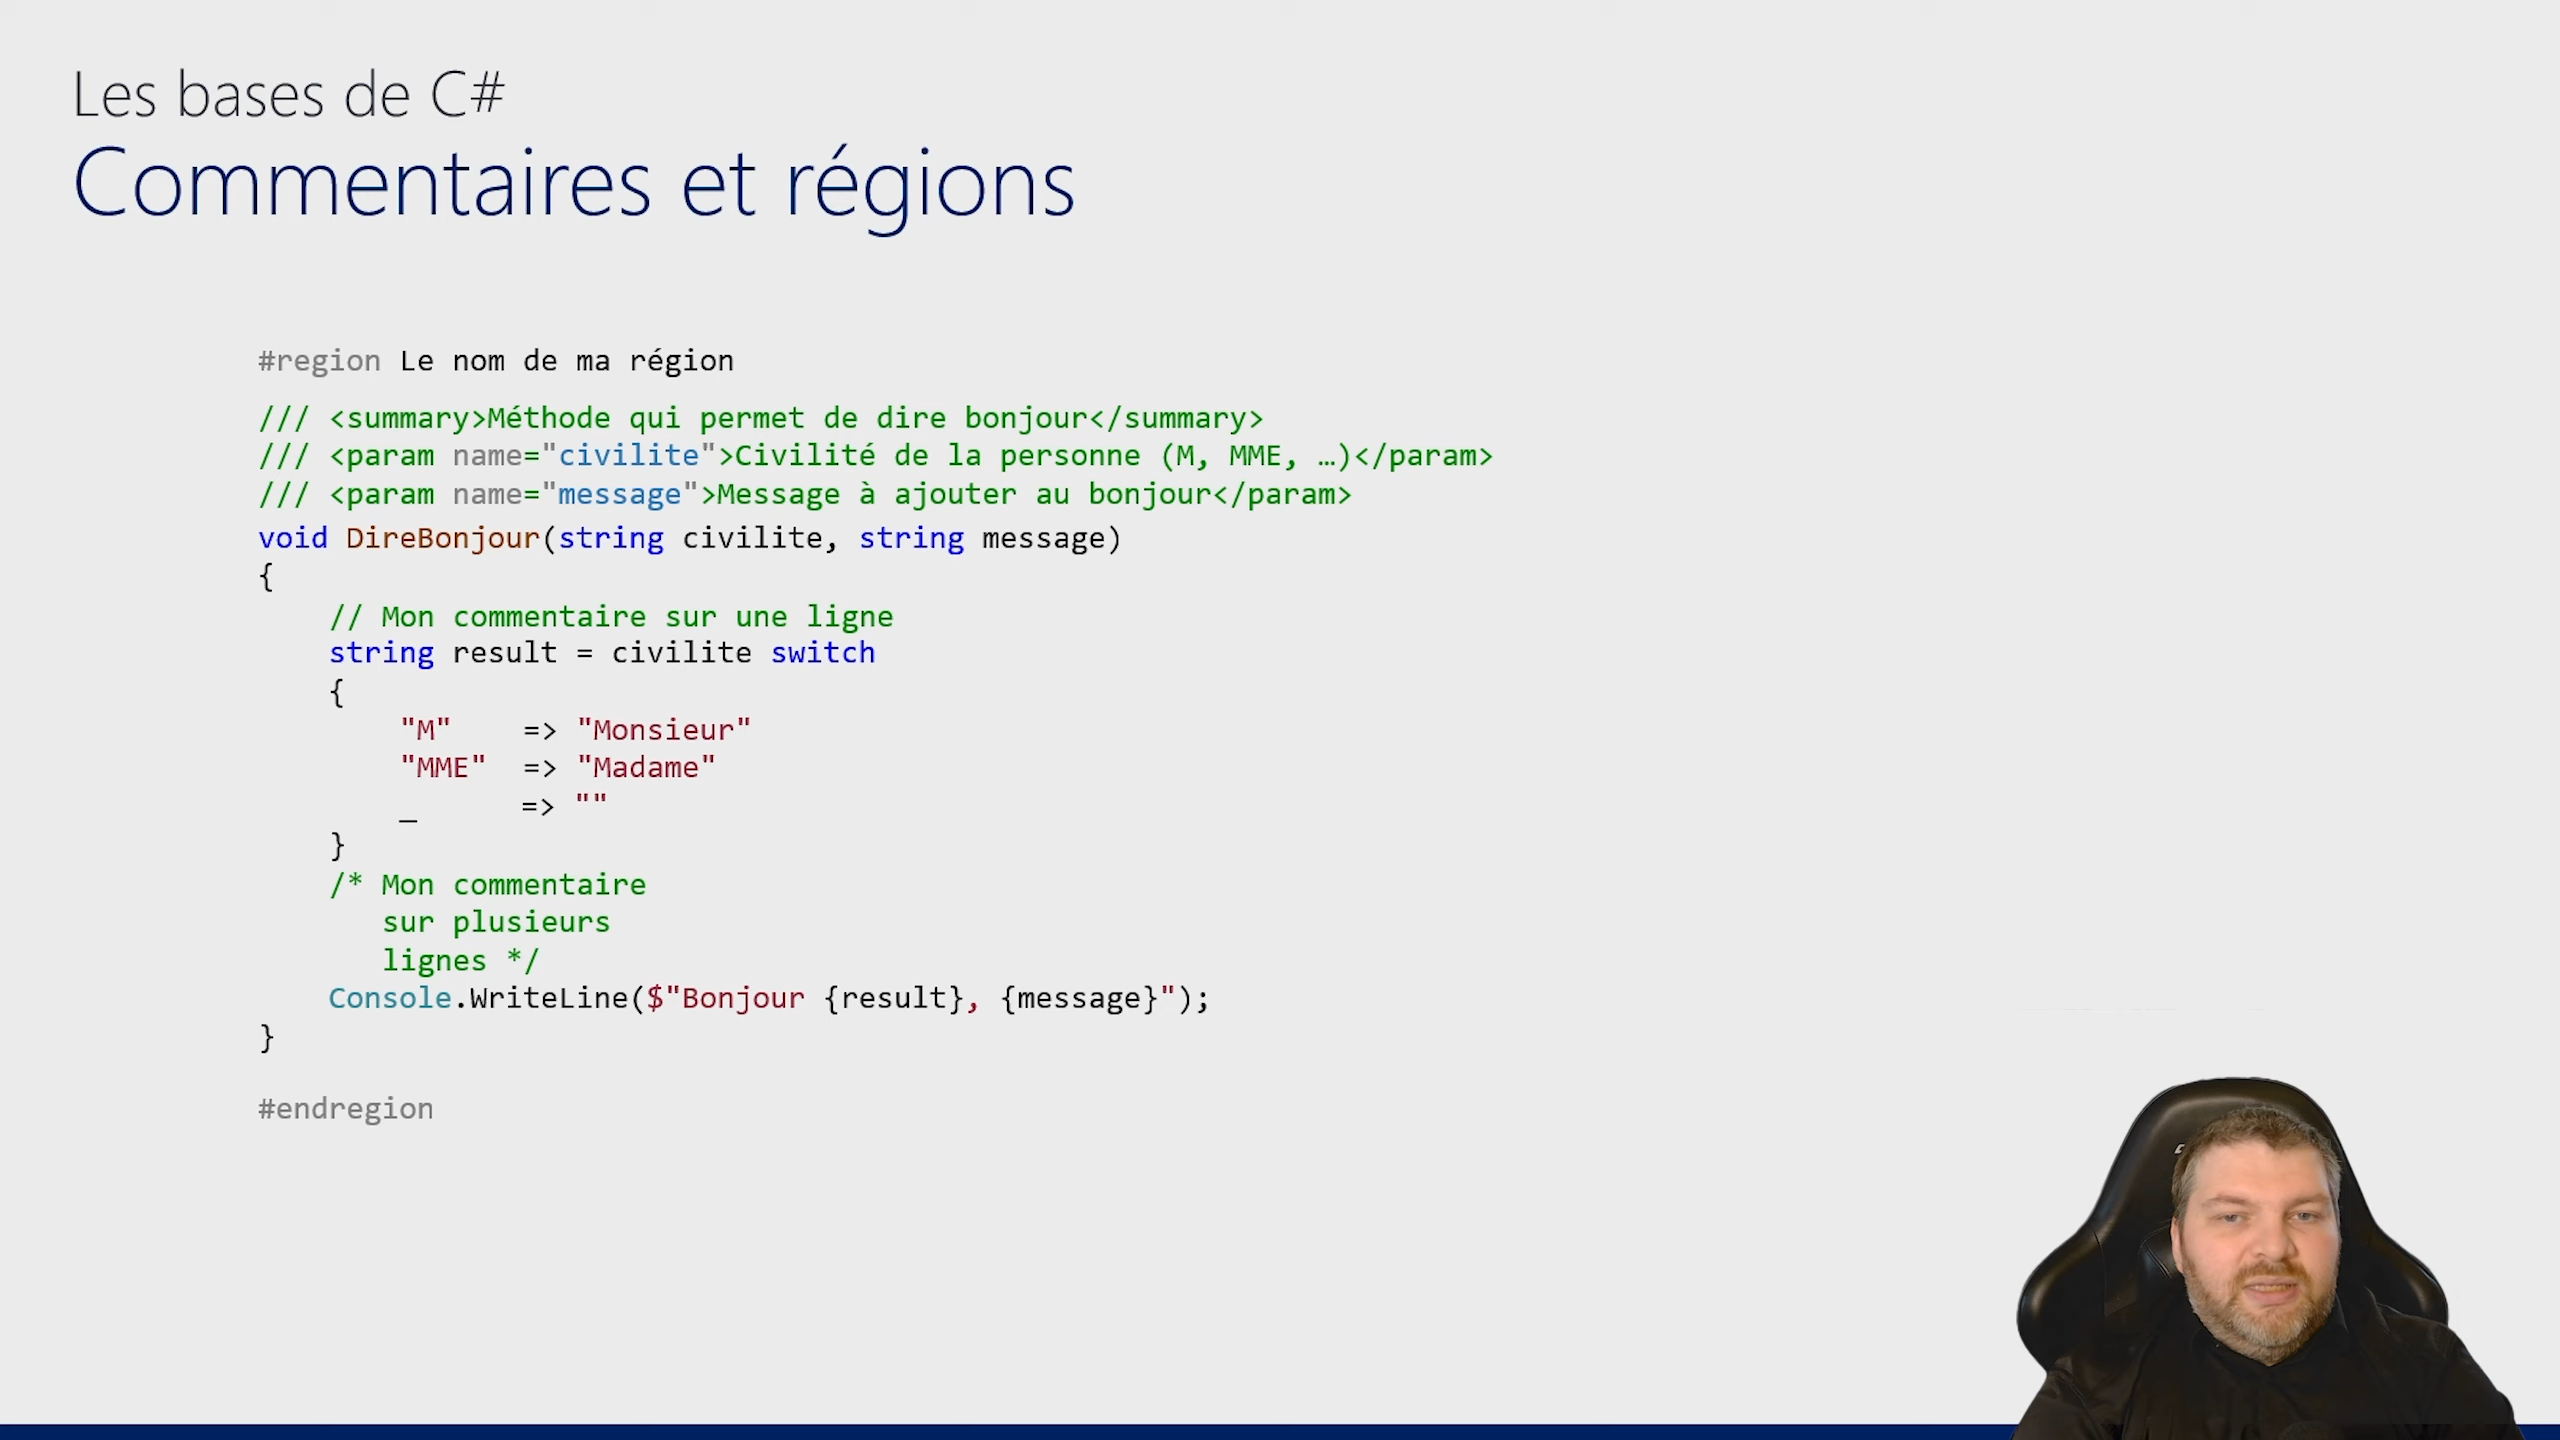 Les bases de C#
Commentaires et régions
#region Le nom de ma région
/// <summary>Méthode qui permet de dire bonjour</summary>
/// <param name="civilite">Civilité de la personne (M, MME, …)</param>
/// <param name="message">Message à ajouter au bonjour</param>
void DireBonjour(string civilite, string message)
{
    // Mon commentaire sur une ligne
    string result = civilite switch
    {
        "M"    => "Monsieur"
        "MME"  => "Madame"
        _      => ""
    }
    /* Mon commentaire
       sur plusieurs
       lignes */
    Console.WriteLine($"Bonjour {result}, {message}");
}
#endregion